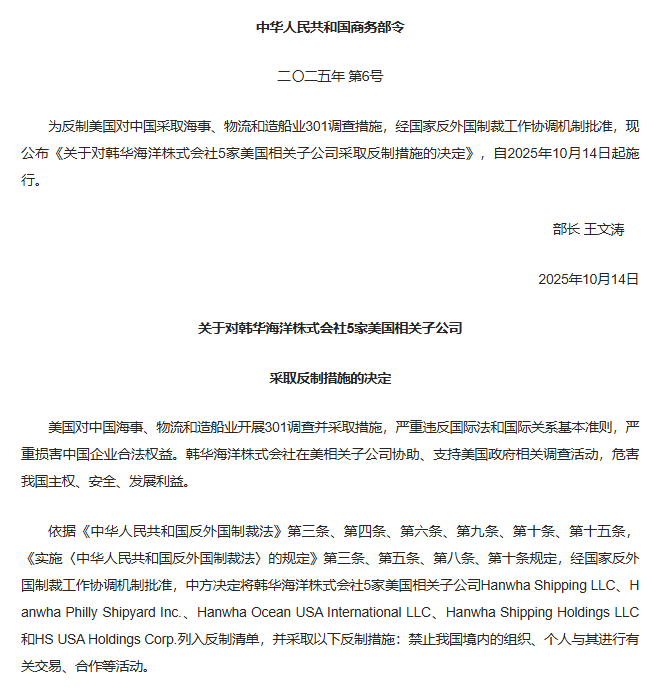 中华人民共和国商务部令
二〇二五年 第6号
为反制美国对中国采取海事、物流和造船业301调查措施，经国家反外国制裁工作协调机制批准，现
公布《关于对韩华海洋株式会社5家美国相关子公司采取反制措施的决定》，自2025年10月14日起施
行。
部长 王文涛
2025年10月14日
关于对韩华海洋株式会社5家美国相关子公司
采取反制措施的决定
美国对中国海事、物流和造船业开展301调查并采取措施，严重违反国际法和国际关系基本准则，严
重损害中国企业合法权益。韩华海洋株式会社在美相关子公司协助、支持美国政府相关调查活动，危害
我国主权、安全、发展利益。
依据《中华人民共和国反外国制裁法》第三条、第四条、第六条、第九条、第十条、第十五条，
《实施〈中华人民共和国反外国制裁法〉的规定》第三条、第五条、第八条、第十条规定，经国家反外
国制裁工作协调机制批准，中方决定将韩华海洋株式会社5家美国相关子公司Hanwha Shipping LLC、H
anwha Philly Shipyard Inc.、Hanwha Ocean USA International LLC、Hanwha Shipping Holdings LLC
和HS USA Holdings Corp.列入反制清单，并采取以下反制措施：禁止我国境内的组织、个人与其进行有
关交易、合作等活动。